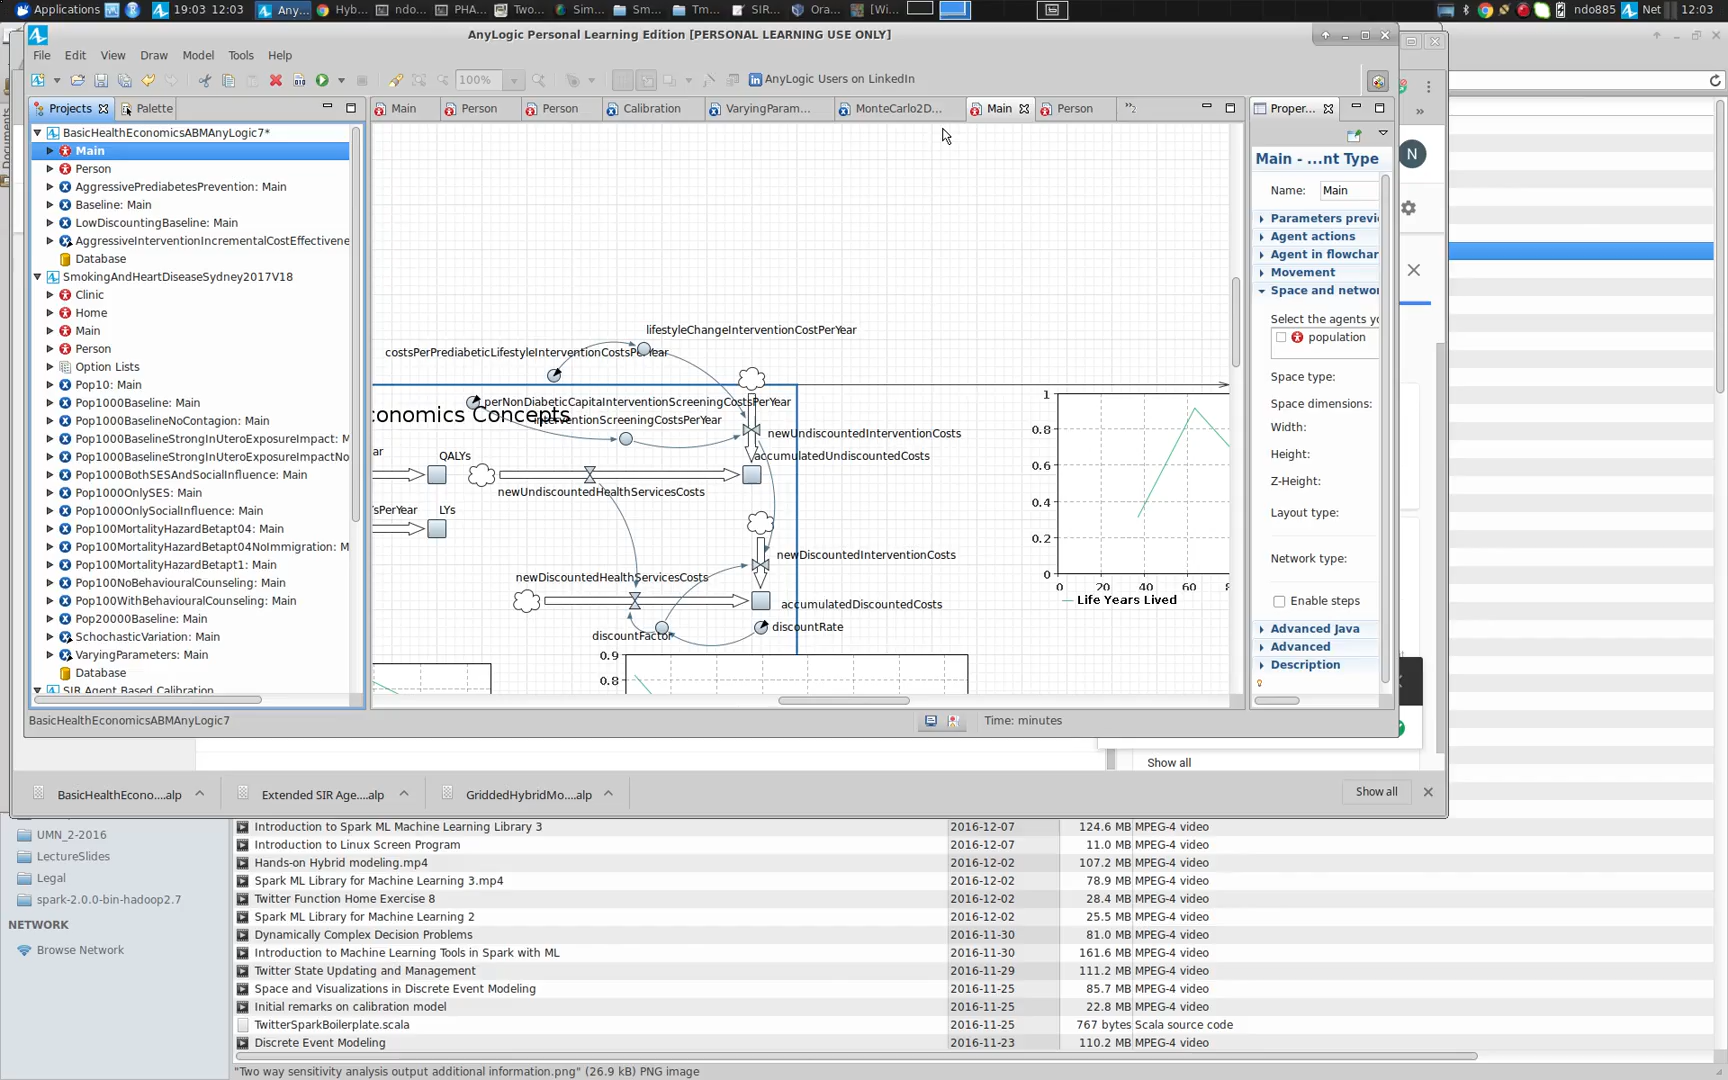 Applications
19:03 12:03
Any...
Hyb...
ndo...
PHA...
Two...
Sim...
Sm...
Tm...
SIR...
Ora...
[Wi...
ndo885
Net
12:03
AnyLogic Personal Learning Edition [PERSONAL LEARNING USE ONLY]
File Edit View Draw Model Tools Help
100%
AnyLogic Users on LinkedIn
Projects
Palette
Main
Person
Person
Calibration
VaryingParam...
MonteCarlo2D...
Main
Person
»2
Proper...
BasicHealthEconomicsABMAnyLogic7*
Main
Person
AggressivePrediabetesPrevention: Main
Baseline: Main
LowDiscountingBaseline: Main
AggressiveInterventionIncrementalCostEffectivene
Database
SmokingAndHeartDiseaseSydney2017V18
Clinic
Home
Main
Person
Option Lists
Pop10: Main
Pop1000Baseline: Main
Pop1000BaselineNoContagion: Main
Pop1000BaselineStrongInUteroExposureImpact: M
Pop1000BaselineStrongInUteroExposureImpactNo
Pop1000BothSESAndSocialInfluence: Main
Pop1000OnlySES: Main
Pop1000OnlySocialInfluence: Main
Pop100MortalityHazardBetapt04: Main
Pop100MortalityHazardBetapt04NoImmigration: M
Pop100MortalityHazardBetapt1: Main
Pop100NoBehaviouralCounseling: Main
Pop100WithBehaviouralCounseling: Main
Pop20000Baseline: Main
SchochasticVariation: Main
VaryingParameters: Main
Database
SIR Agent Based Calibration
lifestyleChangeInterventionCostPerYear
costsPerPrediabeticLifestyleInterventionCostsPerYear
perNonDiabeticCapitaInterventionScreeningCostsPerYear
conomics Concepts
interventionScreeningCostsPerYear
newUndiscountedInterventionCosts
ar
QALYs
accumulatedUndiscountedCosts
newUndiscountedHealthServicesCosts
'sPerYear
LYs
newDiscountedInterventionCosts
newDiscountedHealthServicesCosts
accumulatedDiscountedCosts
discountRate
discountFactor
0.9
0.8
1
0.8
0.6
0.4
0.2
0
0 20 40 60 8
Life Years Lived
Main - ...nt Type
Name: Main
Parameters previ
Agent actions
Agent in flowchar
Movement
Space and networ
Select the agents yo
population
Space type:
Space dimensions:
Width:
Height:
Z-Height:
Layout type:
Network type:
Enable steps
Advanced Java
Advanced
Description
BasicHealthEconomicsABMAnyLogic7
Time: minutes
Documents
N
»
Show all
BasicHealthEcono....alp
Extended SIR Age....alp
GriddedHybridMo....alp
Show all
UMN_2-2016
LectureSlides
Legal
spark-2.0.0-bin-hadoop2.7
NETWORK
Browse Network
Introduction to Spark ML Machine Learning Library 3 2016-12-07 124.6 MB MPEG-4 video
Introduction to Linux Screen Program 2016-12-07 11.0 MB MPEG-4 video
Hands-on Hybrid modeling.mp4 2016-12-02 107.2 MB MPEG-4 video
Spark ML Library for Machine Learning 3.mp4 2016-12-02 78.9 MB MPEG-4 video
Twitter Function Home Exercise 8 2016-12-02 28.4 MB MPEG-4 video
Spark ML Library for Machine Learning 2 2016-12-02 25.5 MB MPEG-4 video
Dynamically Complex Decision Problems 2016-11-30 81.0 MB MPEG-4 video
Introduction to Machine Learning Tools in Spark with ML 2016-11-30 161.6 MB MPEG-4 video
Twitter State Updating and Management 2016-11-29 111.2 MB MPEG-4 video
Space and Visualizations in Discrete Event Modeling 2016-11-25 85.7 MB MPEG-4 video
Initial remarks on calibration model 2016-11-25 22.8 MB MPEG-4 video
TwitterSparkBoilerplate.scala 2016-11-25 767 bytes Scala source code
Discrete Event Modeling 2016-11-23 110.2 MB MPEG-4 video
"Two way sensitivity analysis output additional information.png" (26.9 kB) PNG image